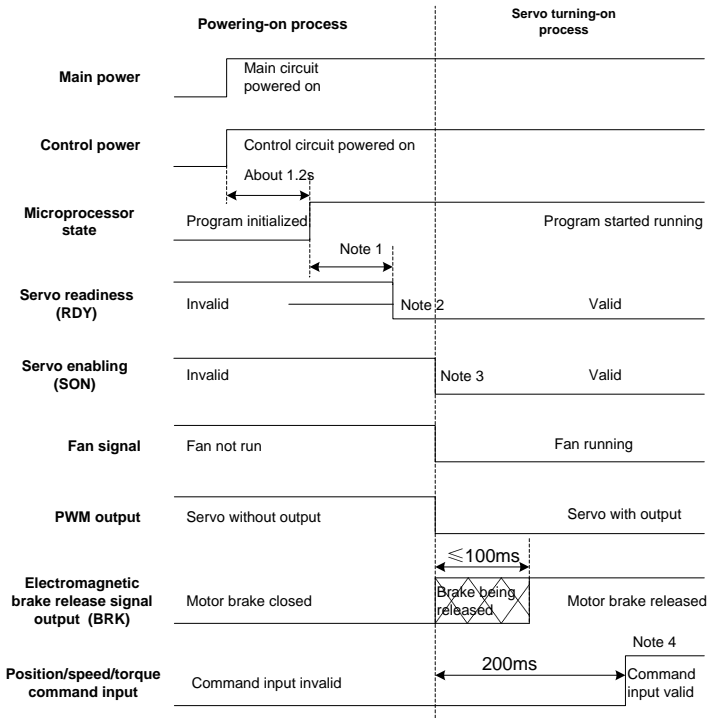 Powering-on process
Servo turning-on
process
Main power
Main circuit
powered on
Control power
Control circuit powered on
About 1.2s
Microprocessor
state
Program initialized
Program started running
Note 1
Servo readiness
(RDY)
Invalid
Note 2
Valid
Servo enabling
(SON)
Invalid
Note 3
Valid
Fan signal
Fan not run
Fan running
PWM output
Servo without output
Servo with output
≤100ms
Electromagnetic
brake release signal
output (BRK)
Motor brake closed
Brake being
released
Motor brake released
Note 4
Position/speed/torque
command input
Command input invalid
200ms
Command
input valid